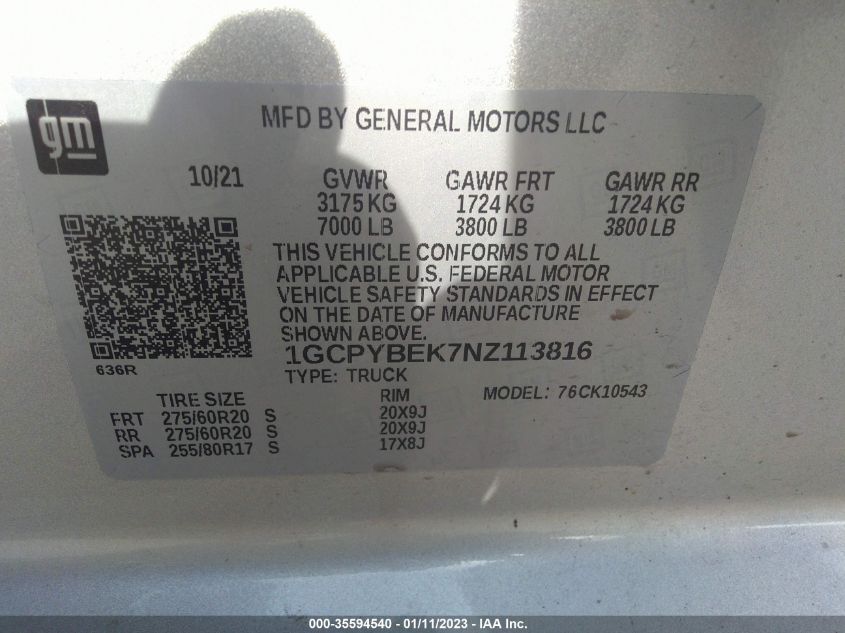 gm
MFD BY GENERAL MOTORS LLC
10/21 GVWR GAWR FRT GAWR RR
3175 KG 1724 KG 1724 KG
7000 LB 3800 LB 3800 LB
THIS VEHICLE CONFORMS TO ALL
APPLICABLE U.S. FEDERAL MOTOR
VEHICLE SAFETY STANDARDS IN EFFECT
ON THE DATE OF MANUFACTURE
SHOWN ABOVE.
1GCPYBEK7NZ113816
636R
TYPE: TRUCK
TIRE SIZE RIM MODEL: 76CK10543
FRT 275/60R20 S 20X9J
RR 275/60R20 S 20X9J
SPA 255/80R17 S 17X8J
000-35594540 - 01/11/2023 - IAA Inc.